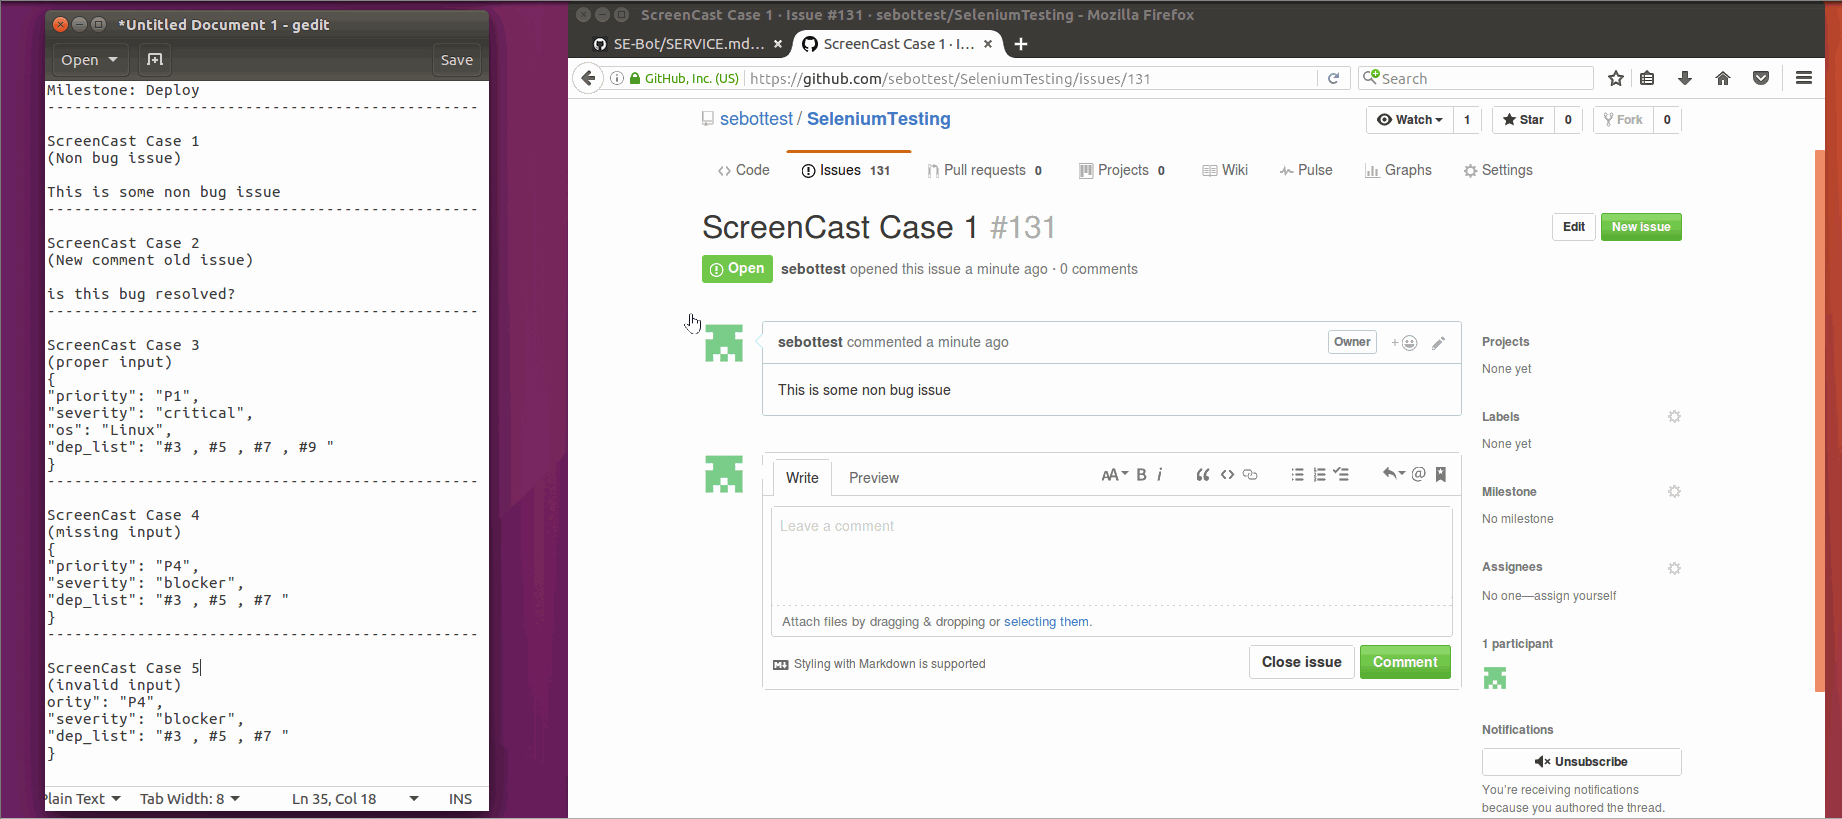 *Untitled Document 1 - gedit
Open
Save
Milestone: Deploy
------------------------------------------------
ScreenCast Case 1
(Non bug issue)
This is some non bug issue
------------------------------------------------
ScreenCast Case 2
(New comment old issue)
is this bug resolved?
------------------------------------------------
ScreenCast Case 3
(proper input)
{
"priority": "P1",
"severity": "critical",
"os": "Linux",
"dep_list": "#3 , #5 , #7 , #9 "
}
------------------------------------------------
ScreenCast Case 4
(missing input)
{
"priority": "P4",
"severity": "blocker",
"dep_list": "#3 , #5 , #7 "
}
------------------------------------------------
ScreenCast Case 5
(invalid input)
ority": "P4",
"severity": "blocker",
"dep_list": "#3 , #5 , #7 "
}
Plain Text Tab Width: 8 Ln 35, Col 18 INS
ScreenCast Case 1 · Issue #131 · sebottest/SeleniumTesting - Mozilla Firefox
SE-Bot/SERVICE.md... ScreenCast Case 1 · I...
GitHub, Inc. (US) https://github.com/sebottest/SeleniumTesting/issues/131 Search
sebottest / SeleniumTesting
Watch 1 Star 0 Fork 0
Code Issues 131 Pull requests 0 Projects 0 Wiki Pulse Graphs Settings
ScreenCast Case 1 #131
Edit New issue
Open sebottest opened this issue a minute ago · 0 comments
sebottest commented a minute ago Owner
This is some non bug issue
Write Preview AA B i
Leave a comment
Attach files by dragging & dropping or selecting them.
Styling with Markdown is supported
Close issue Comment
Projects
None yet
Labels
None yet
Milestone
No milestone
Assignees
No one—assign yourself
1 participant
Notifications
Unsubscribe
You're receiving notifications
because you authored the thread.